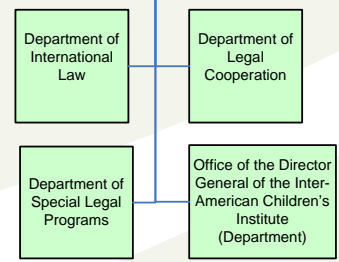 Department of
International
Law
Department of
Legal
Cooperation
Department of
Special Legal
Programs
Office of the Director
General of the Inter-
American Children's
Institute
(Department)